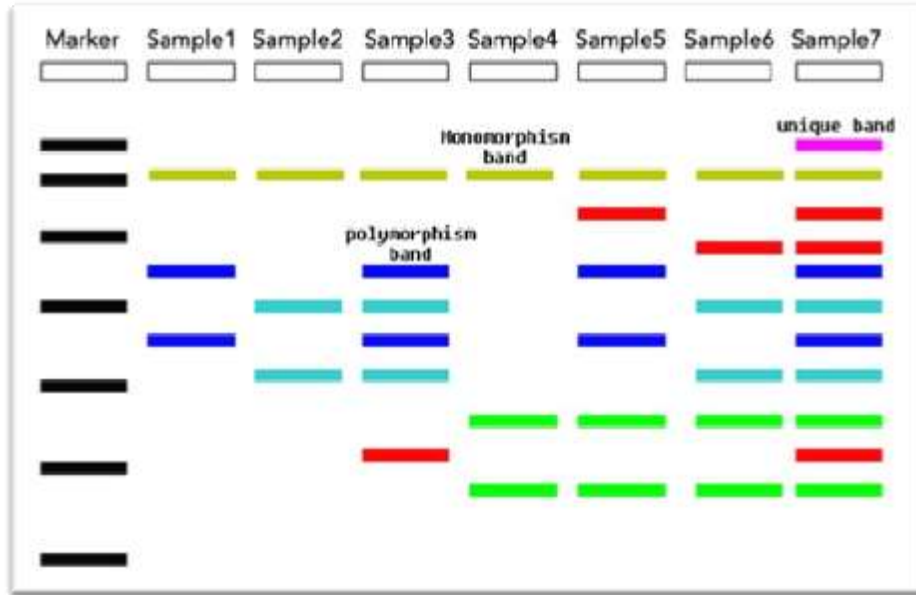 Marker Sample1 Sample2 Sample3 Sample4 Sample5 Sample6 Sample7
unique band
Monomorphism
band
polymorphism
band